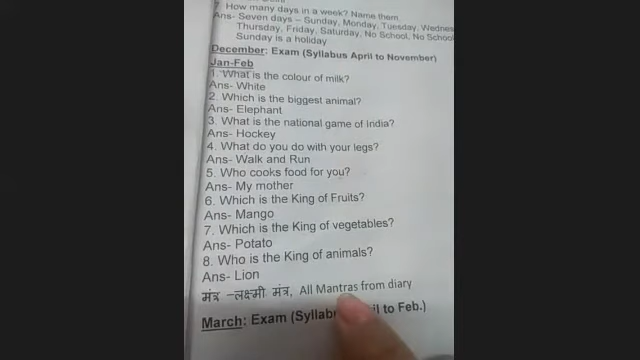 7. How many days in a week? Name them.
Ans- Seven days – Sunday, Monday, Tuesday,
Thursday, Friday, Saturday, No School, No School
Sunday is a holiday
December: Exam (Syllabus April to November)
Jan-Feb
1. What is the colour of milk?
Ans- White
2. Which is the biggest animal?
Ans- Elephant
3. What is the national game of India?
Ans- Hockey
4. What do you do with your legs?
Ans- Walk and Run
5. Who cooks food for you?
Ans- My mother
6. Which is the King of Fruits?
Ans- Mango
7. Which is the King of vegetables?
Ans- Potato
8. Who is the King of animals?
Ans- Lion
मंत्र –लक्ष्मी मंत्र, All Mantras from diary
March: Exam (Syllabus April to Feb.)